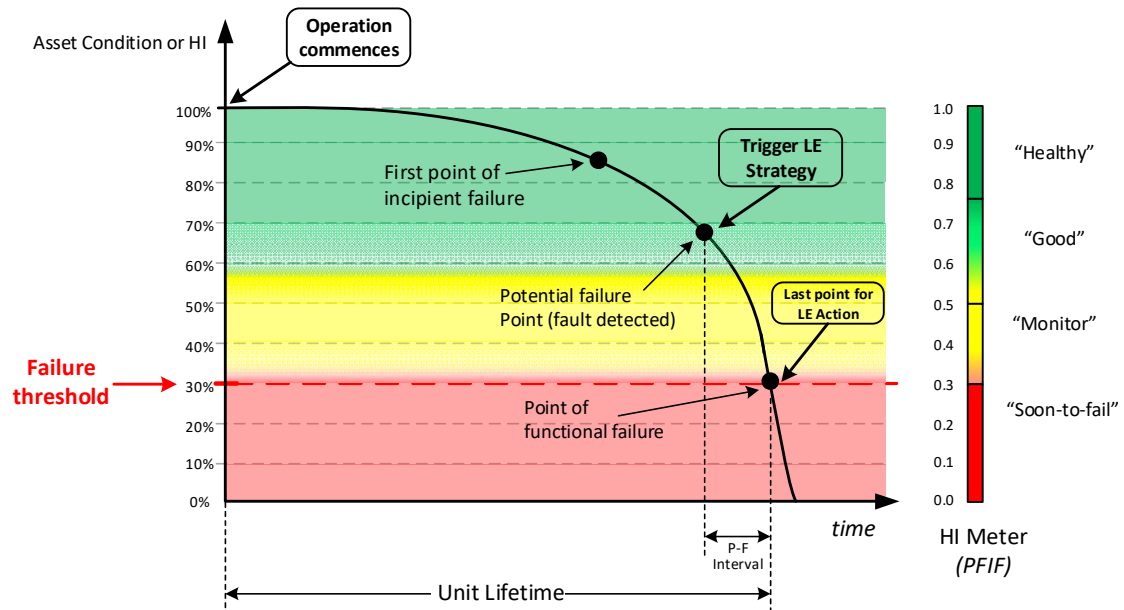 Asset Condition or HI
Operation
commences
100%
90%
80%
70%
60%
50%
40%
30%
20%
10%
0%
Failure
threshold
First point of
incipient failure
Trigger LE
Strategy
Potential failure
Point (fault detected)
Last point for
LE Action
Point of
functional failure
time
P-F
Interval
Unit Lifetime
1.0
0.9
0.8
0.7
0.6
0.5
0.4
0.3
0.2
0.1
0.0
“Healthy”
“Good”
“Monitor”
“Soon-to-fail”
HI Meter
(PFIF)